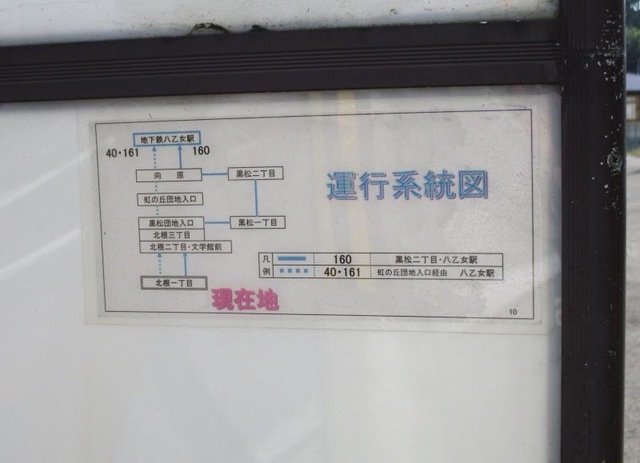 地下鉄八乙女駅
40・161
160
向原
黒松二丁目
虹の丘団地入口
黒松団地入口
黒松一丁目
北根三丁目
北根二丁目・文学館前
北根一丁目
現在地
運行系統図
凡例
160 黒松二丁目・八乙女駅
40・161 虹の丘団地入口経由 八乙女駅
10